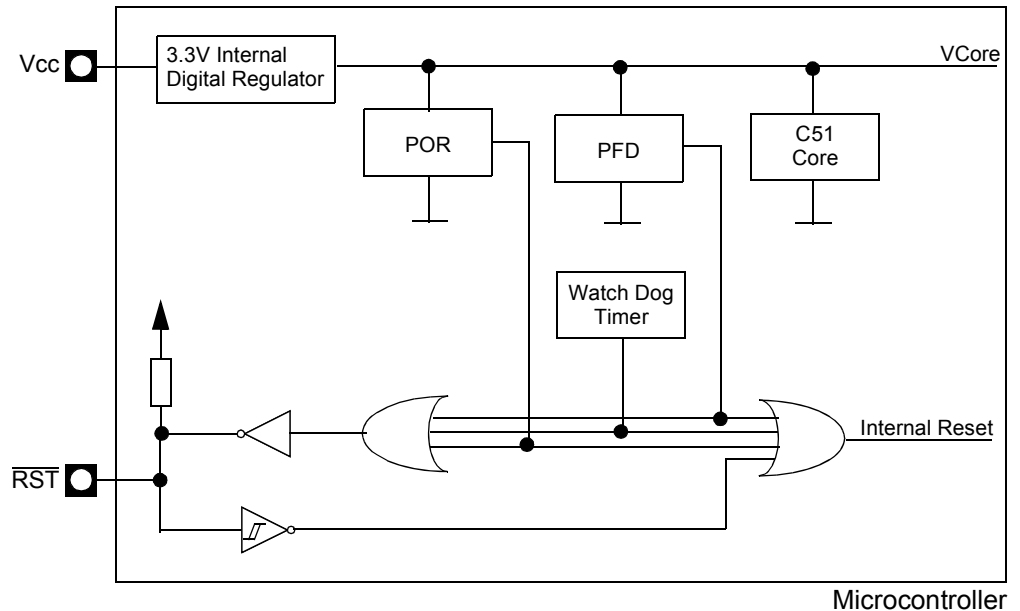 Vcc
3.3V Internal
Digital Regulator
VCore
POR
PFD
C51
Core
Watch Dog
Timer
Internal Reset
RST
Microcontroller